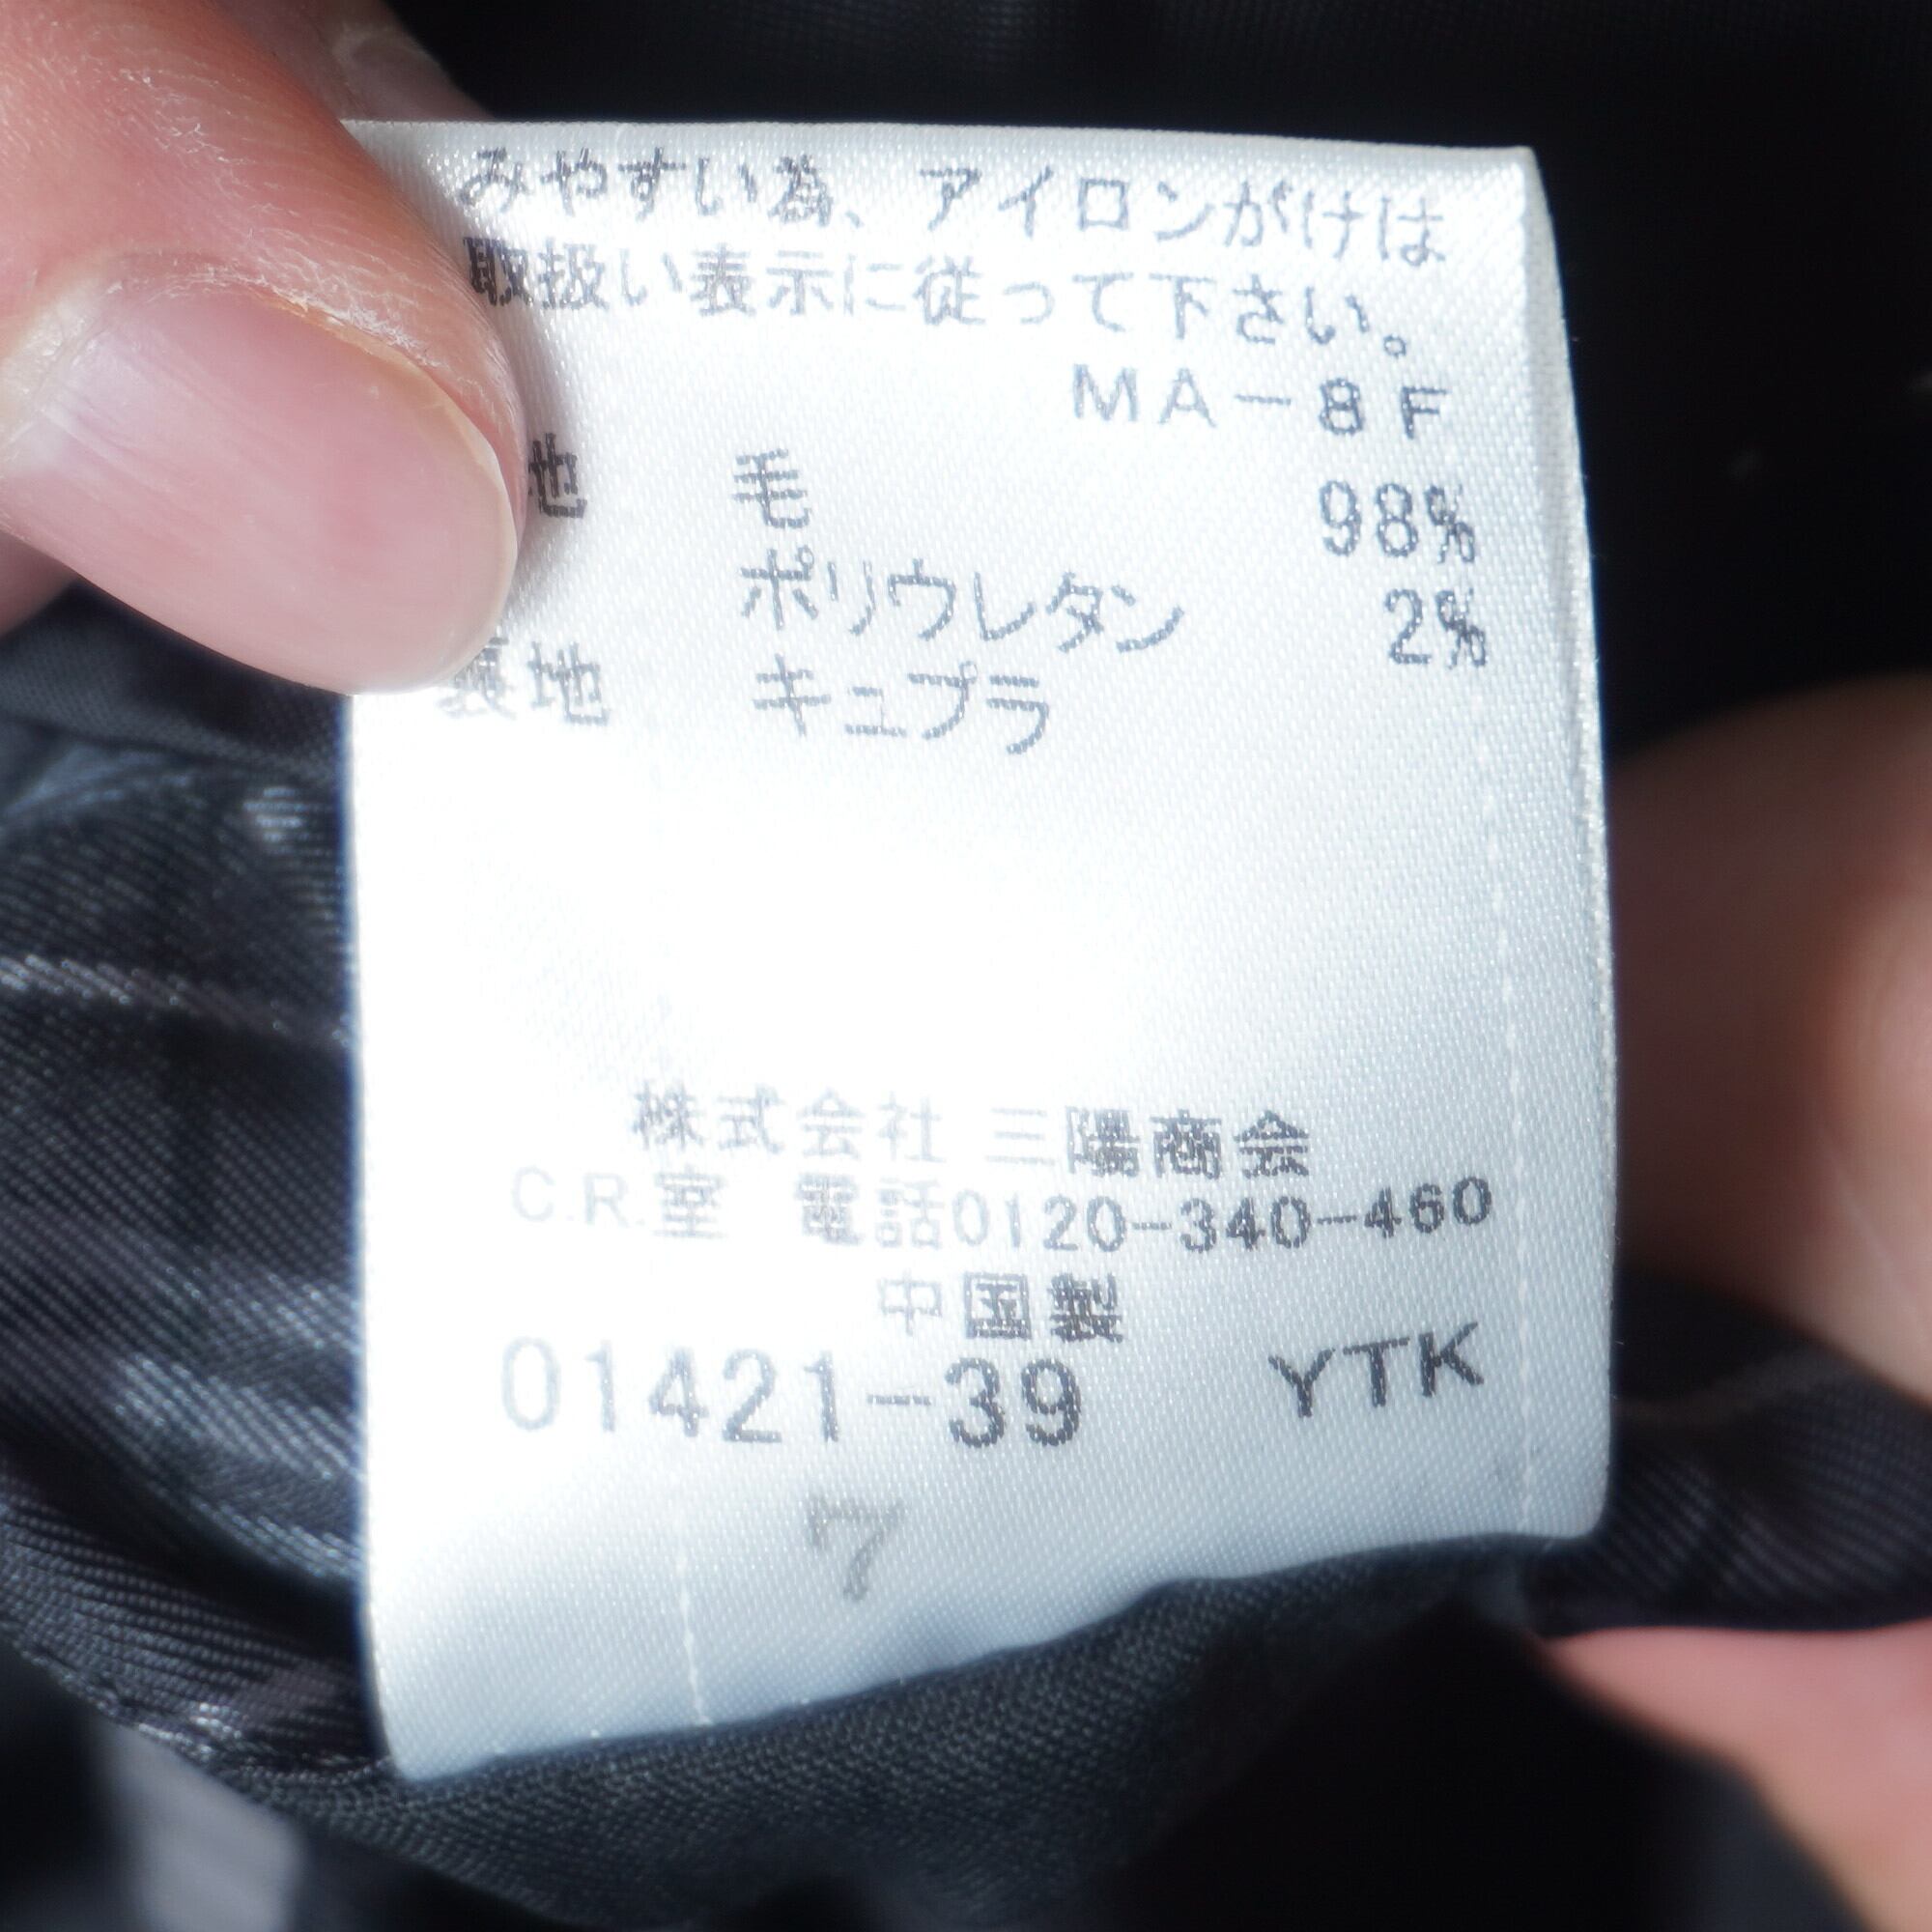 みやすい為、アイロンがけは
取扱い表示に従って下さい。
MA-8F
地 毛 98%
ポリウレタン 2%
裏地 キュプラ
株式会社 三陽商会
C.R.室 電話0120-340-460
中国製
01421-39 YTK
7